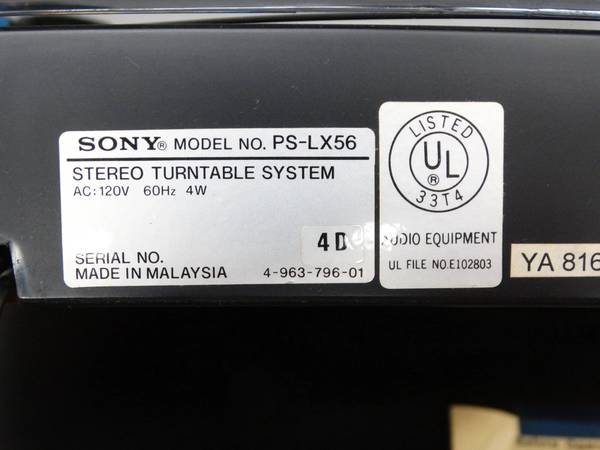 SONY® MODEL NO. PS-LX56
STEREO TURNTABLE SYSTEM
AC:120V 60Hz 4W
4D
SERIAL NO.
MADE IN MALAYSIA 4-963-796-01
LISTED
UL
®
33T4
AUDIO EQUIPMENT
UL FILE NO.E102803
YA 816